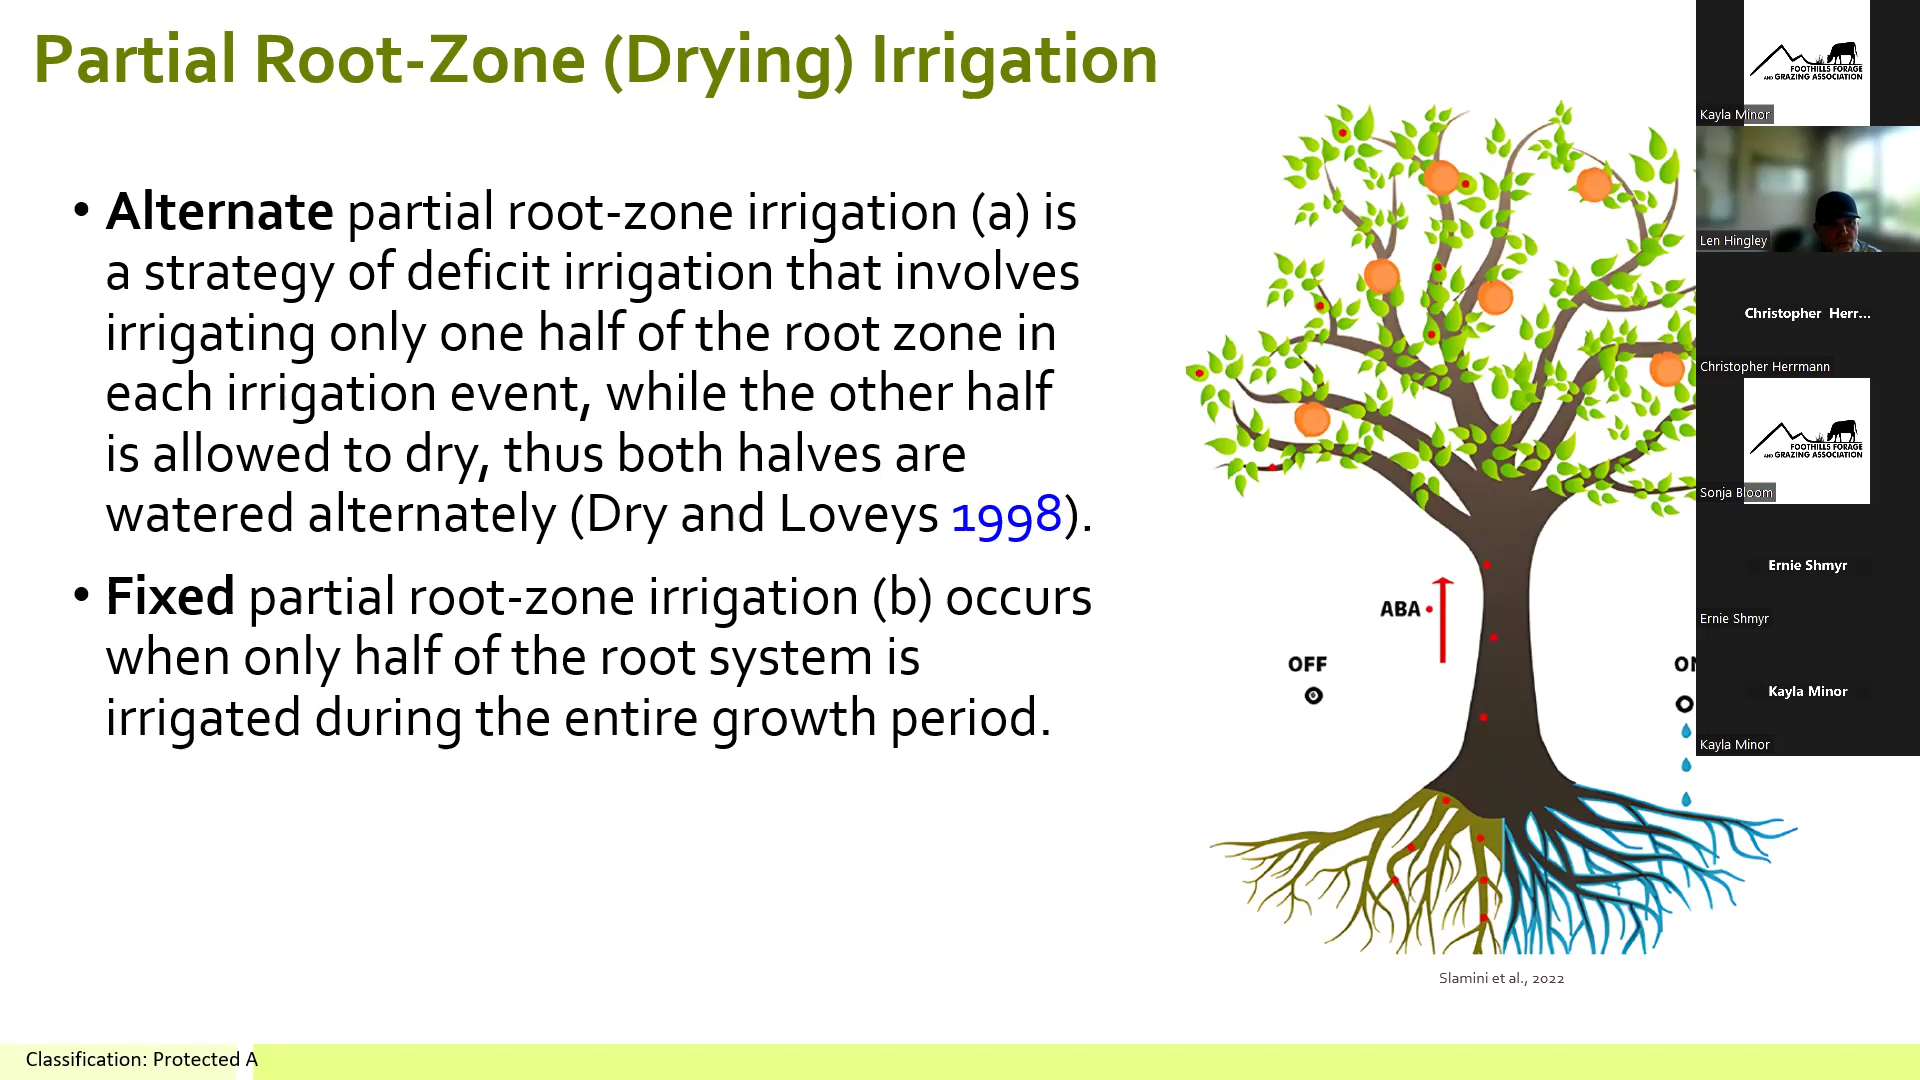 Partial Root-Zone (Drying) Irrigation
• Alternate partial root-zone irrigation (a) is
a strategy of deficit irrigation that involves
irrigating only one half of the root zone in
each irrigation event, while the other half
is allowed to dry, thus both halves are
watered alternately (Dry and Loveys 1998).
• Fixed partial root-zone irrigation (b) occurs
when only half of the root system is
irrigated during the entire growth period.
ABA
OFF
ON
Slamini et al., 2022
Classification: Protected A
FOOTHILLS FORAGE
AND GRAZING ASSOCIATION
Kayla Minor
Len Hingley
Christopher Herr...
Christopher Herrmann
FOOTHILLS FORAGE
AND GRAZING ASSOCIATION
Sonja Bloom
Ernie Shmyr
Ernie Shmyr
Kayla Minor
Kayla Minor